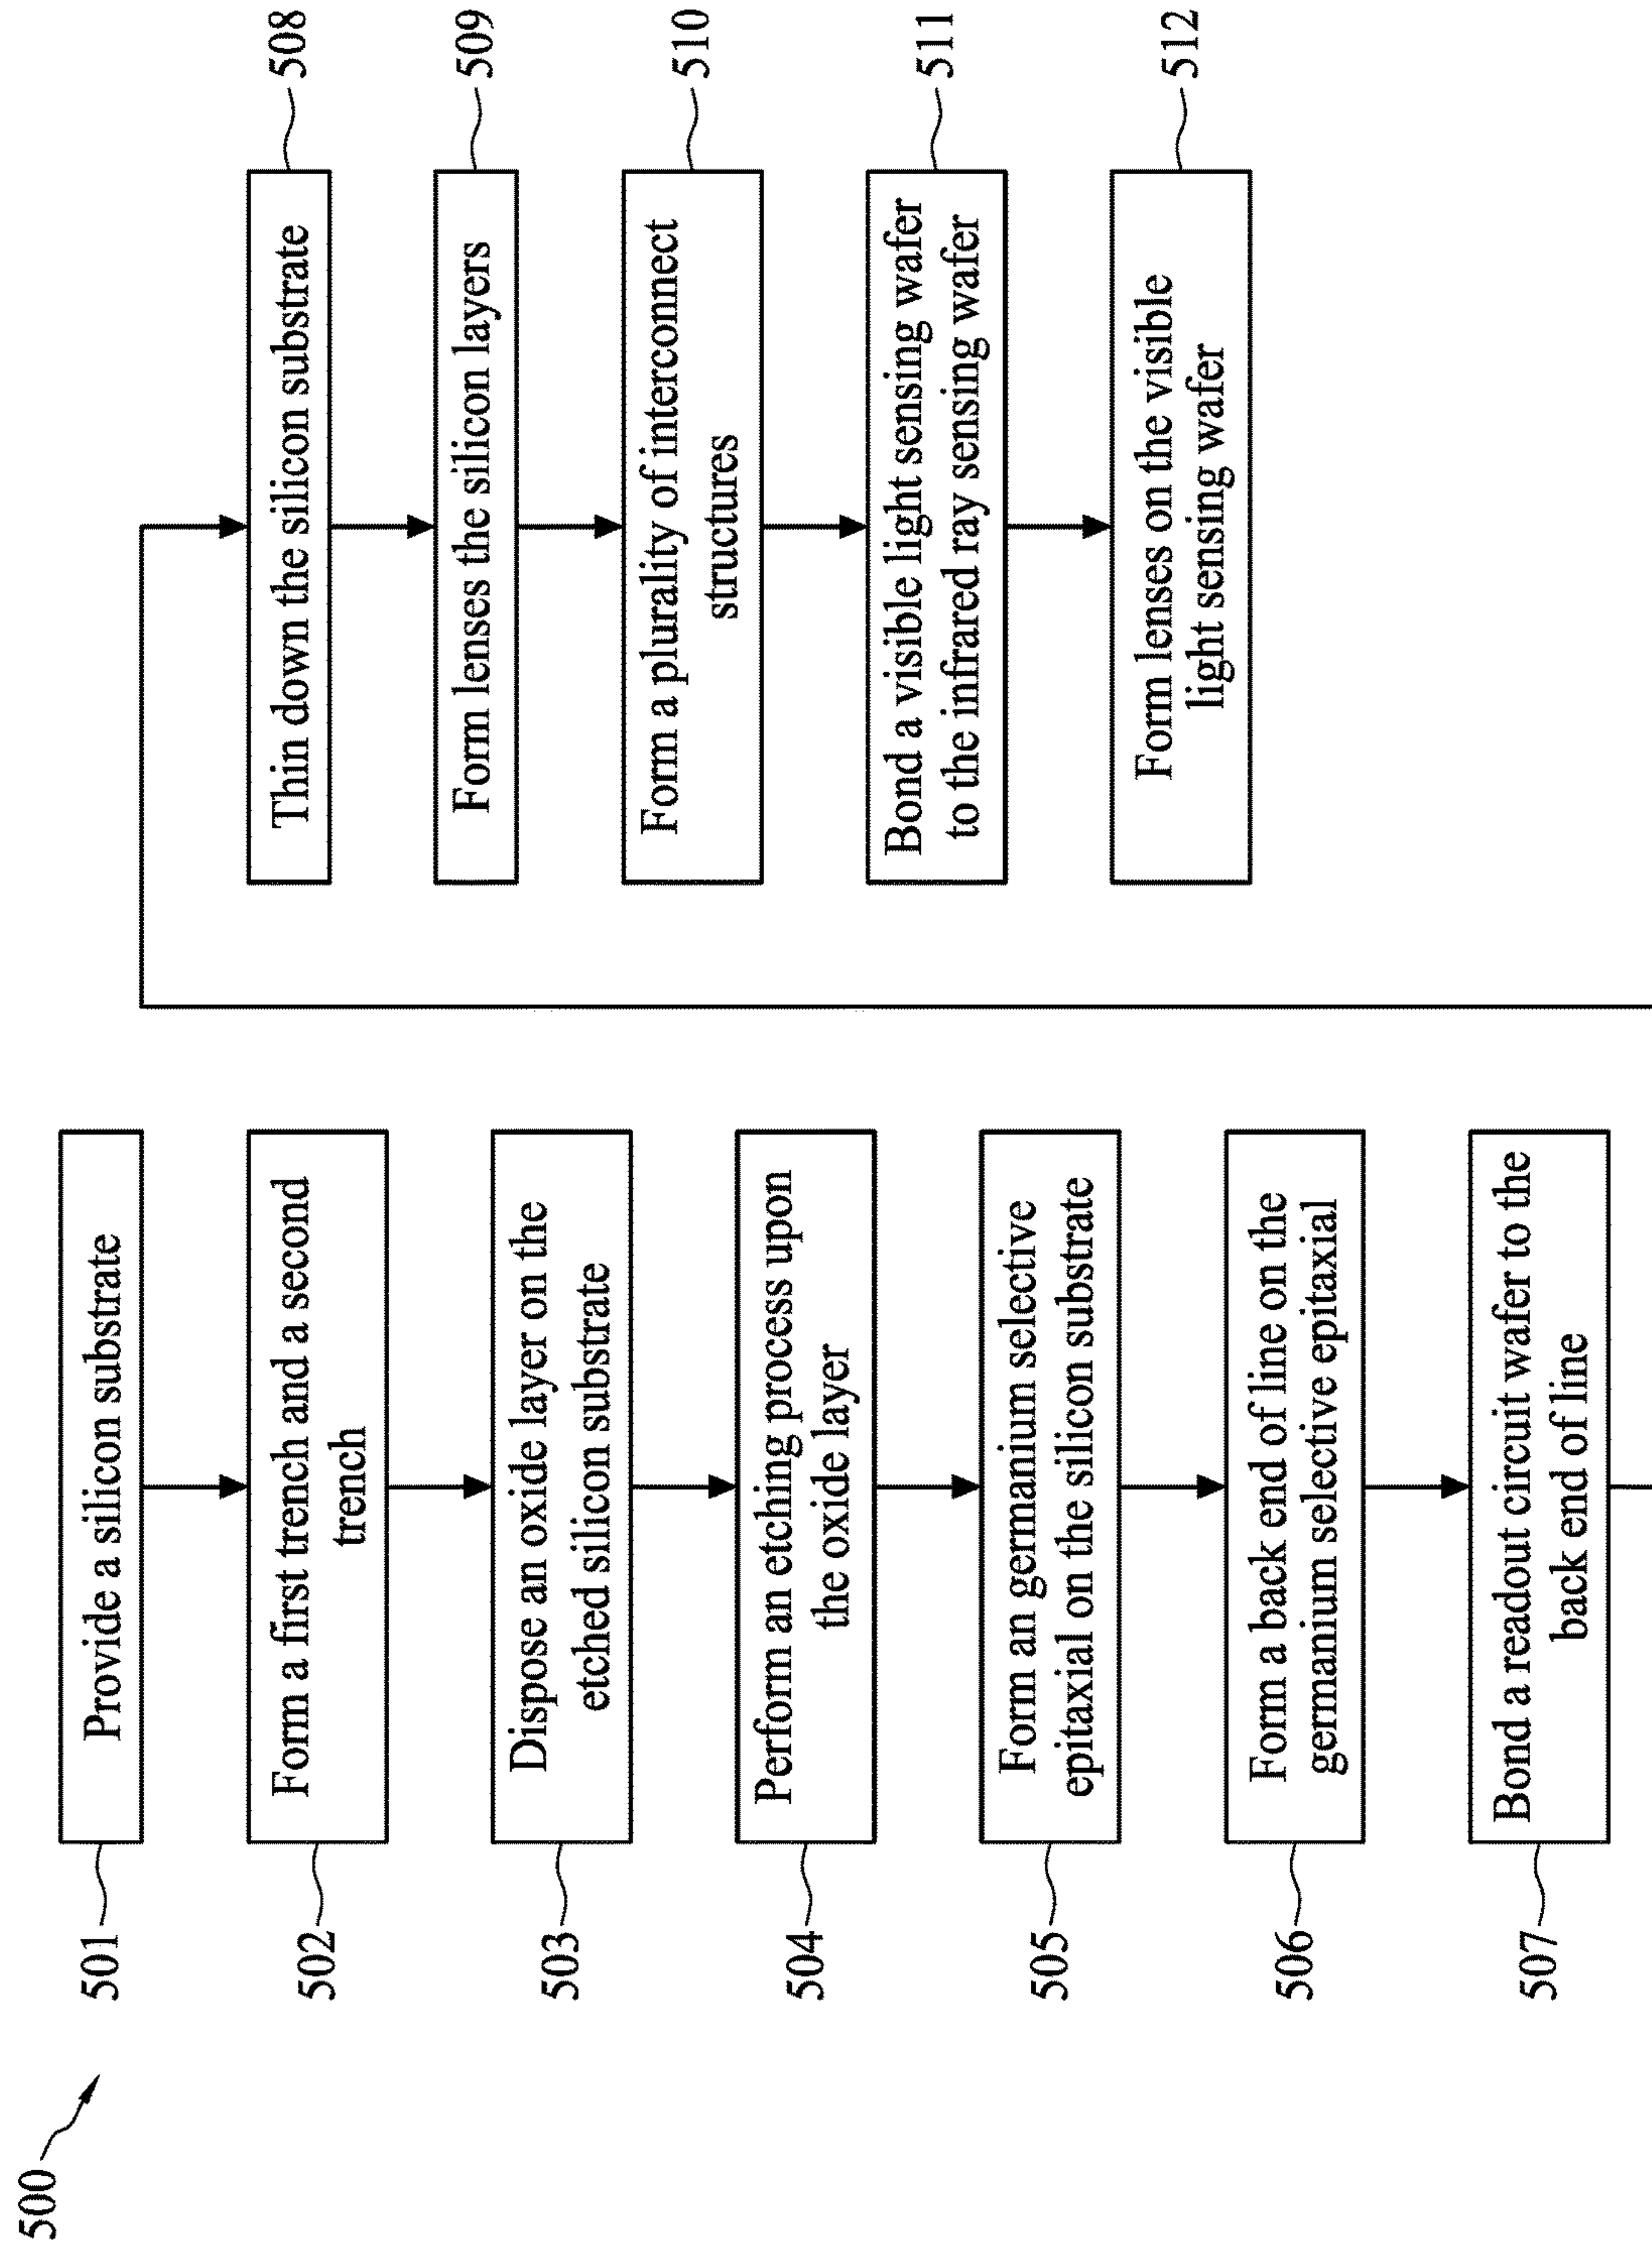 500
501
Provide a silicon substrate
502
Form a first trench and a second
trench
503
Dispose an oxide layer on the
etched silicon substrate
504
Perform an etching process upon
the oxide layer
505
Form an germanium selective
epitaxial on the silicon substrate
506
Form a back end of line on the
germanium selective epitaxial
507
Bond a readout circuit wafer to the
back end of line
508
Thin down the silicon substrate
509
Form lenses the silicon layers
510
Form a plurality of interconnect
structures
511
Bond a visible light sensing wafer
to the infrared ray sensing wafer
512
Form lenses on the visible
light sensing wafer